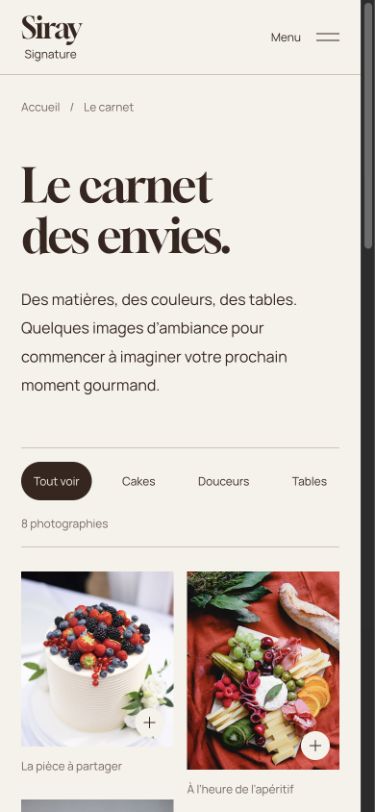 Siray
Signature
Menu
Accueil / Le carnet
Le carnet
des envies.
Des matières, des couleurs, des tables.
Quelques images d’ambiance pour
commencer à imaginer votre prochain
moment gourmand.
Tout voir
Cakes
Douceurs
Tables
8 photographies
La pièce à partager
À l’heure de l’apéritif